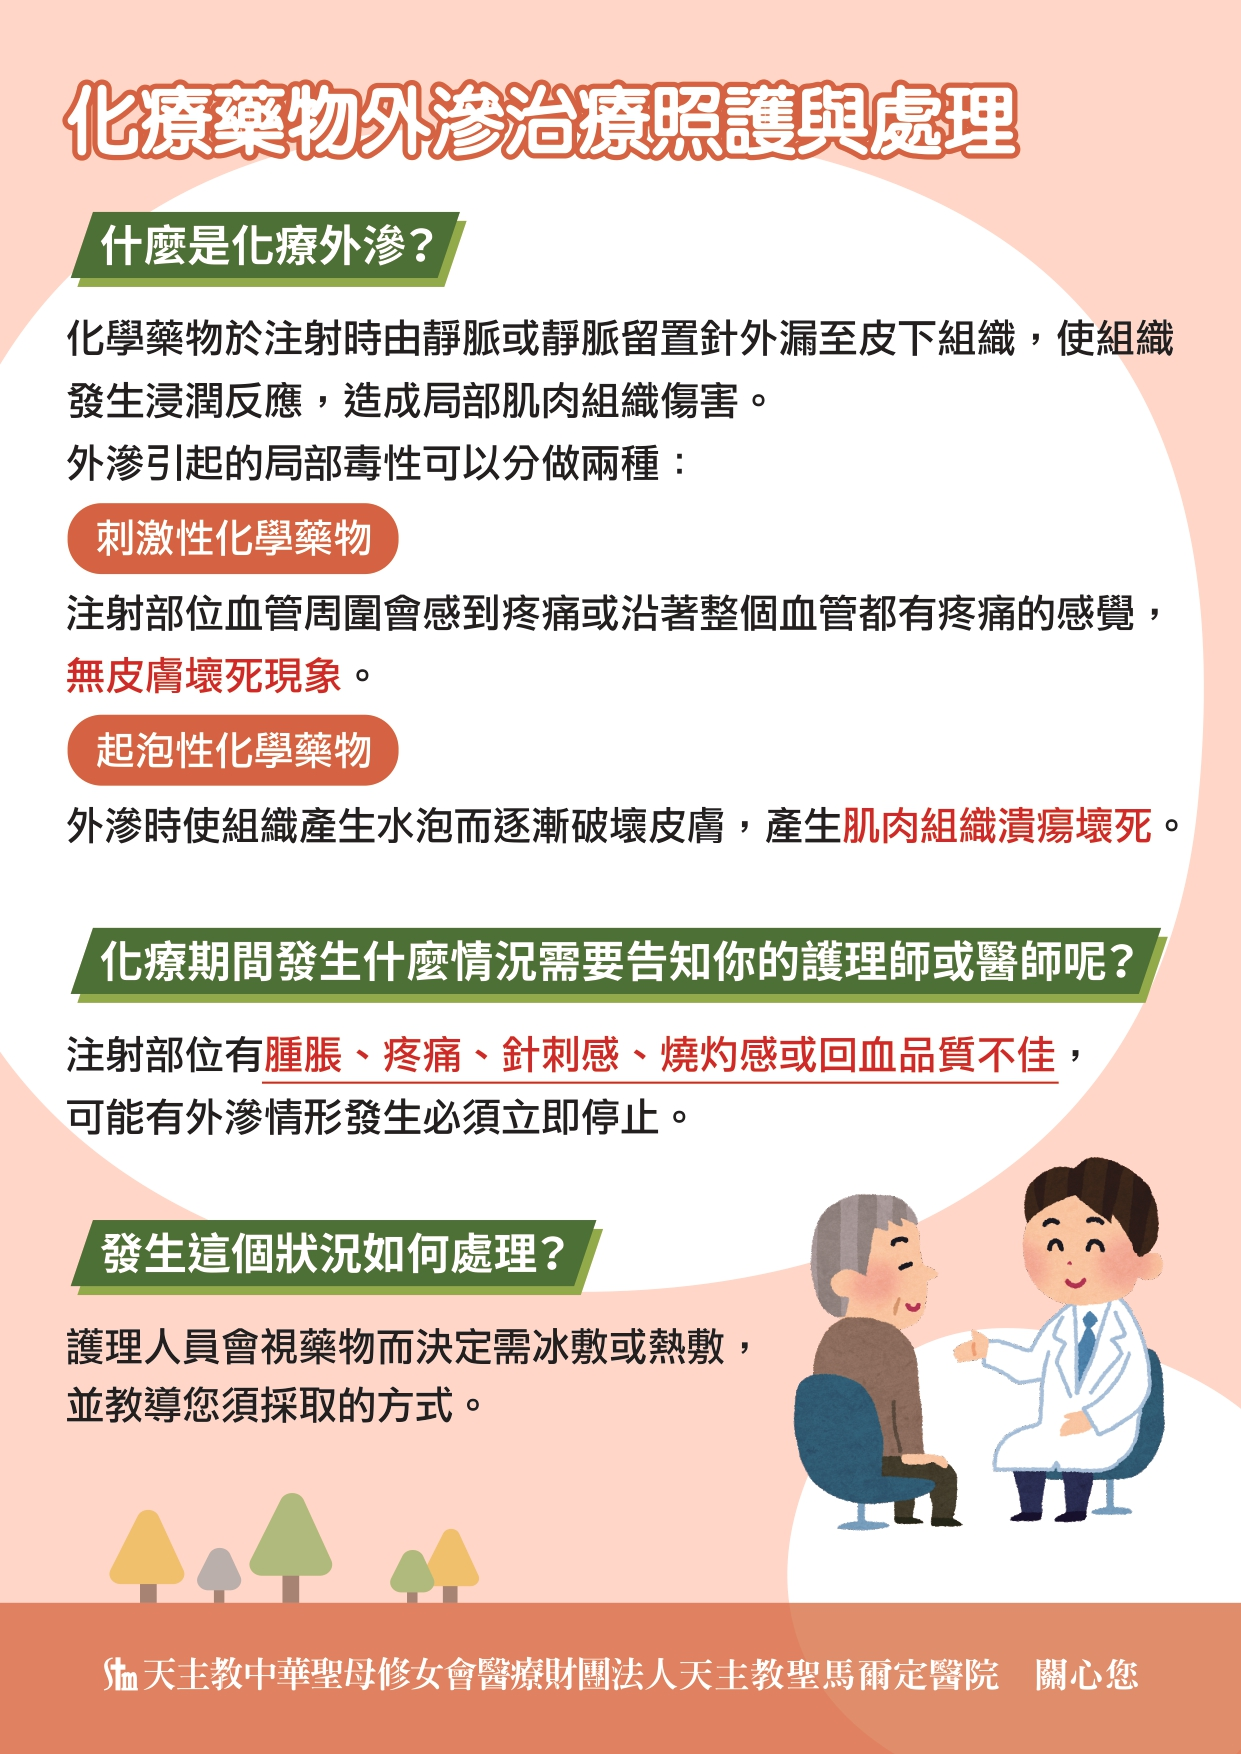 化療藥物外滲治療照護與處理
什麼是化療外滲?
化學藥物於注射時由靜脈或靜脈留置針外漏至皮下組織，使組織
發生浸潤反應，造成局部肌肉組織傷害。
外滲引起的局部毒性可以分做兩種：
刺激性化學藥物
注射部位血管周圍會感到疼痛或沿著整個血管都有疼痛的感覺，
無皮膚壞死現象。
起泡性化學藥物
外滲時使組織產生水泡而逐漸破壞皮膚，產生肌肉組織潰瘍壞死。
化療期間發生什麼情況需要告知你的護理師或醫師呢?
注射部位有腫脹、疼痛、針刺感、燒灼感或回血品質不佳，
可能有外滲情形發生必須立即停止。
發生這個狀況如何處理?
護理人員會視藥物而決定需冰敷或熱敷，
並教導您須採取的方式。
Stm 天主教中華聖母修女會醫療財團法人天主教聖馬爾定醫院 關心您